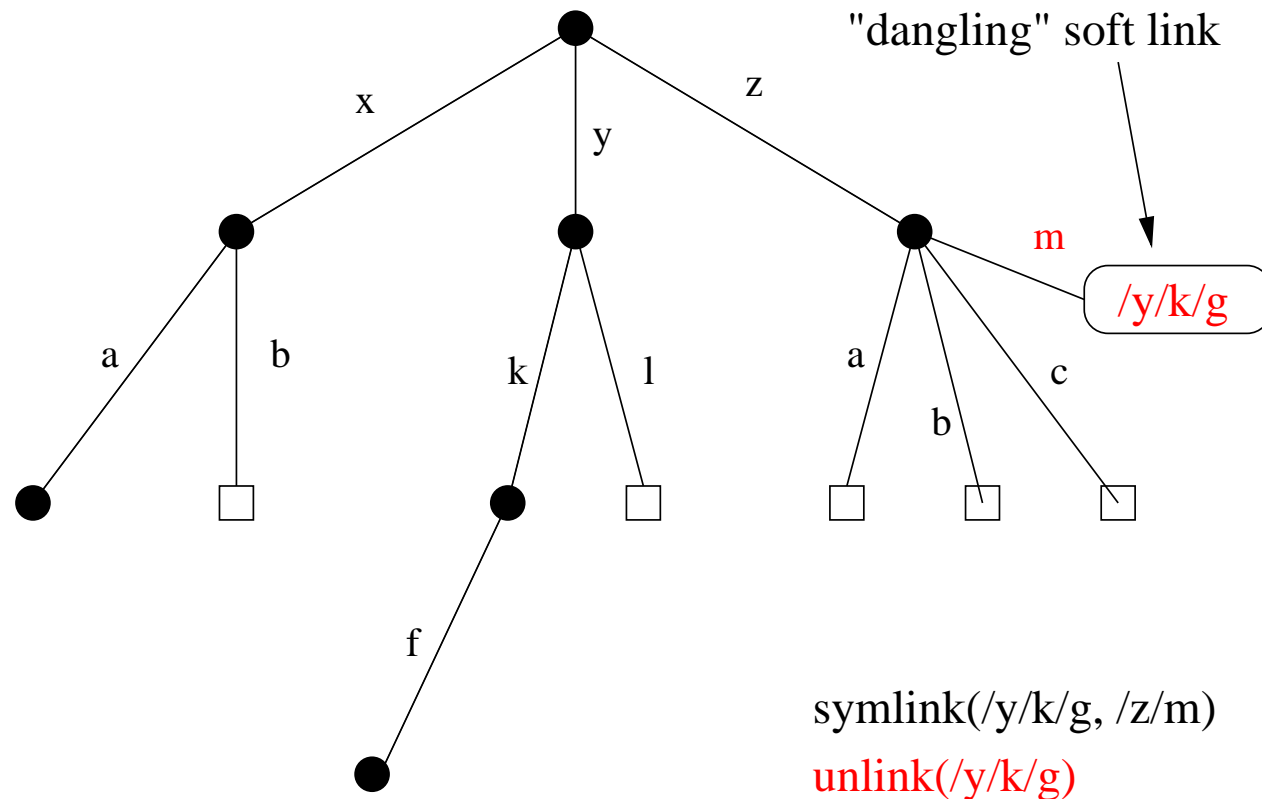 "dangling" soft link
x
y
z
m
/y/k/g
a
b
k
l
a
b
c
f
symlink(/y/k/g, /z/m)
unlink(/y/k/g)